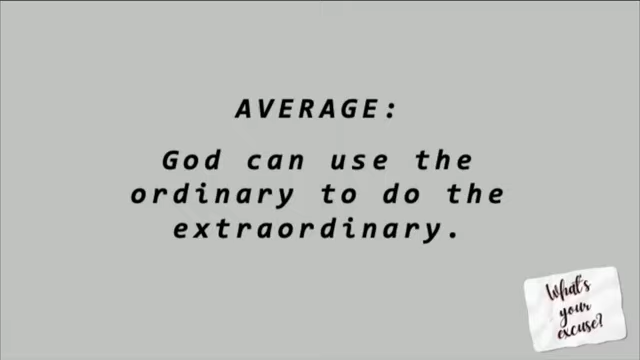 AVERAGE:
God can use the
ordinary to do the
extraordinary.
What's
your
excuse?